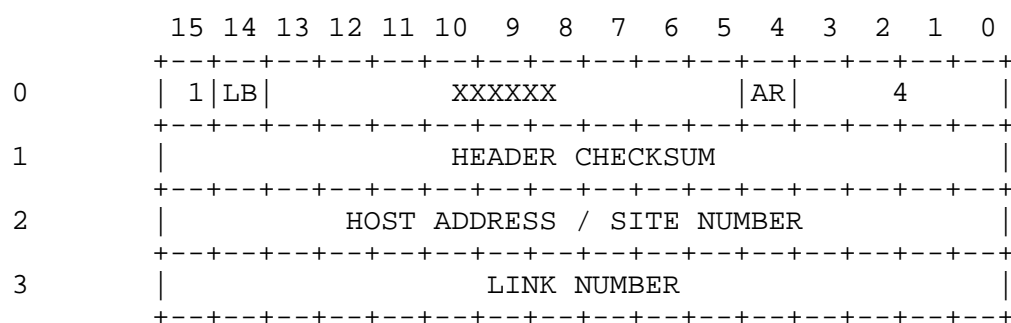 15 14 13 12 11 10 9 8 7 6 5 4 3 2 1 0
+--+--+--+--+--+--+--+--+--+--+--+--+--+--+--+--+
0 | 1|LB| XXXXXX |AR| 4 |
+--+--+--+--+--+--+--+--+--+--+--+--+--+--+--+--+
1 | HEADER CHECKSUM |
+--+--+--+--+--+--+--+--+--+--+--+--+--+--+--+--+
2 | HOST ADDRESS / SITE NUMBER |
+--+--+--+--+--+--+--+--+--+--+--+--+--+--+--+--+
3 | LINK NUMBER |
+--+--+--+--+--+--+--+--+--+--+--+--+--+--+--+--+